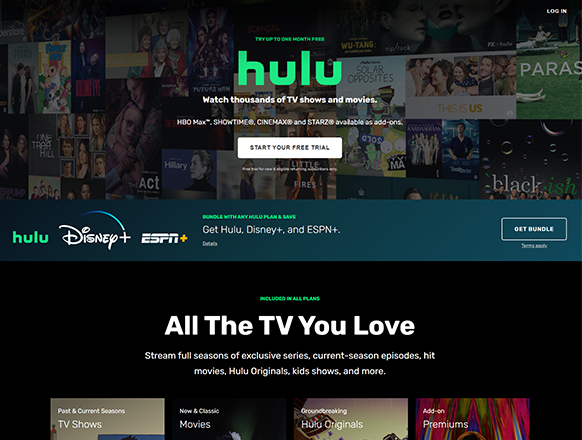 LOG IN
TRY UP TO ONE MONTH FREE
hulu
Watch thousands of TV shows and movies.
HBO Max™, SHOWTIME®, CINEMAX® and STARZ® available as add-ons.
START YOUR FREE TRIAL
Free trial for new & eligible returning subscribers only.
WU-TANG:
nip/tuck
FX
hulu
PARAS
KILLING EVE
FUTURE MAN
SOLAR
OPPOSITES
THIS IS US
THE Act
Hillary
LITTLE
FIRES
black-ish
hulu
Disney+
ESPN+
BUNDLE WITH ANY HULU PLAN & SAVE
Get Hulu, Disney+, and ESPN+.
Details
GET BUNDLE
Terms apply
INCLUDED IN ALL PLANS
All The TV You Love
Stream full seasons of exclusive series, current-season episodes, hit
movies, Hulu Originals, kids shows, and more.
Past & Current Seasons
TV Shows
New & Classic
Movies
Groundbreaking
Hulu Originals
Add-on
Premiums